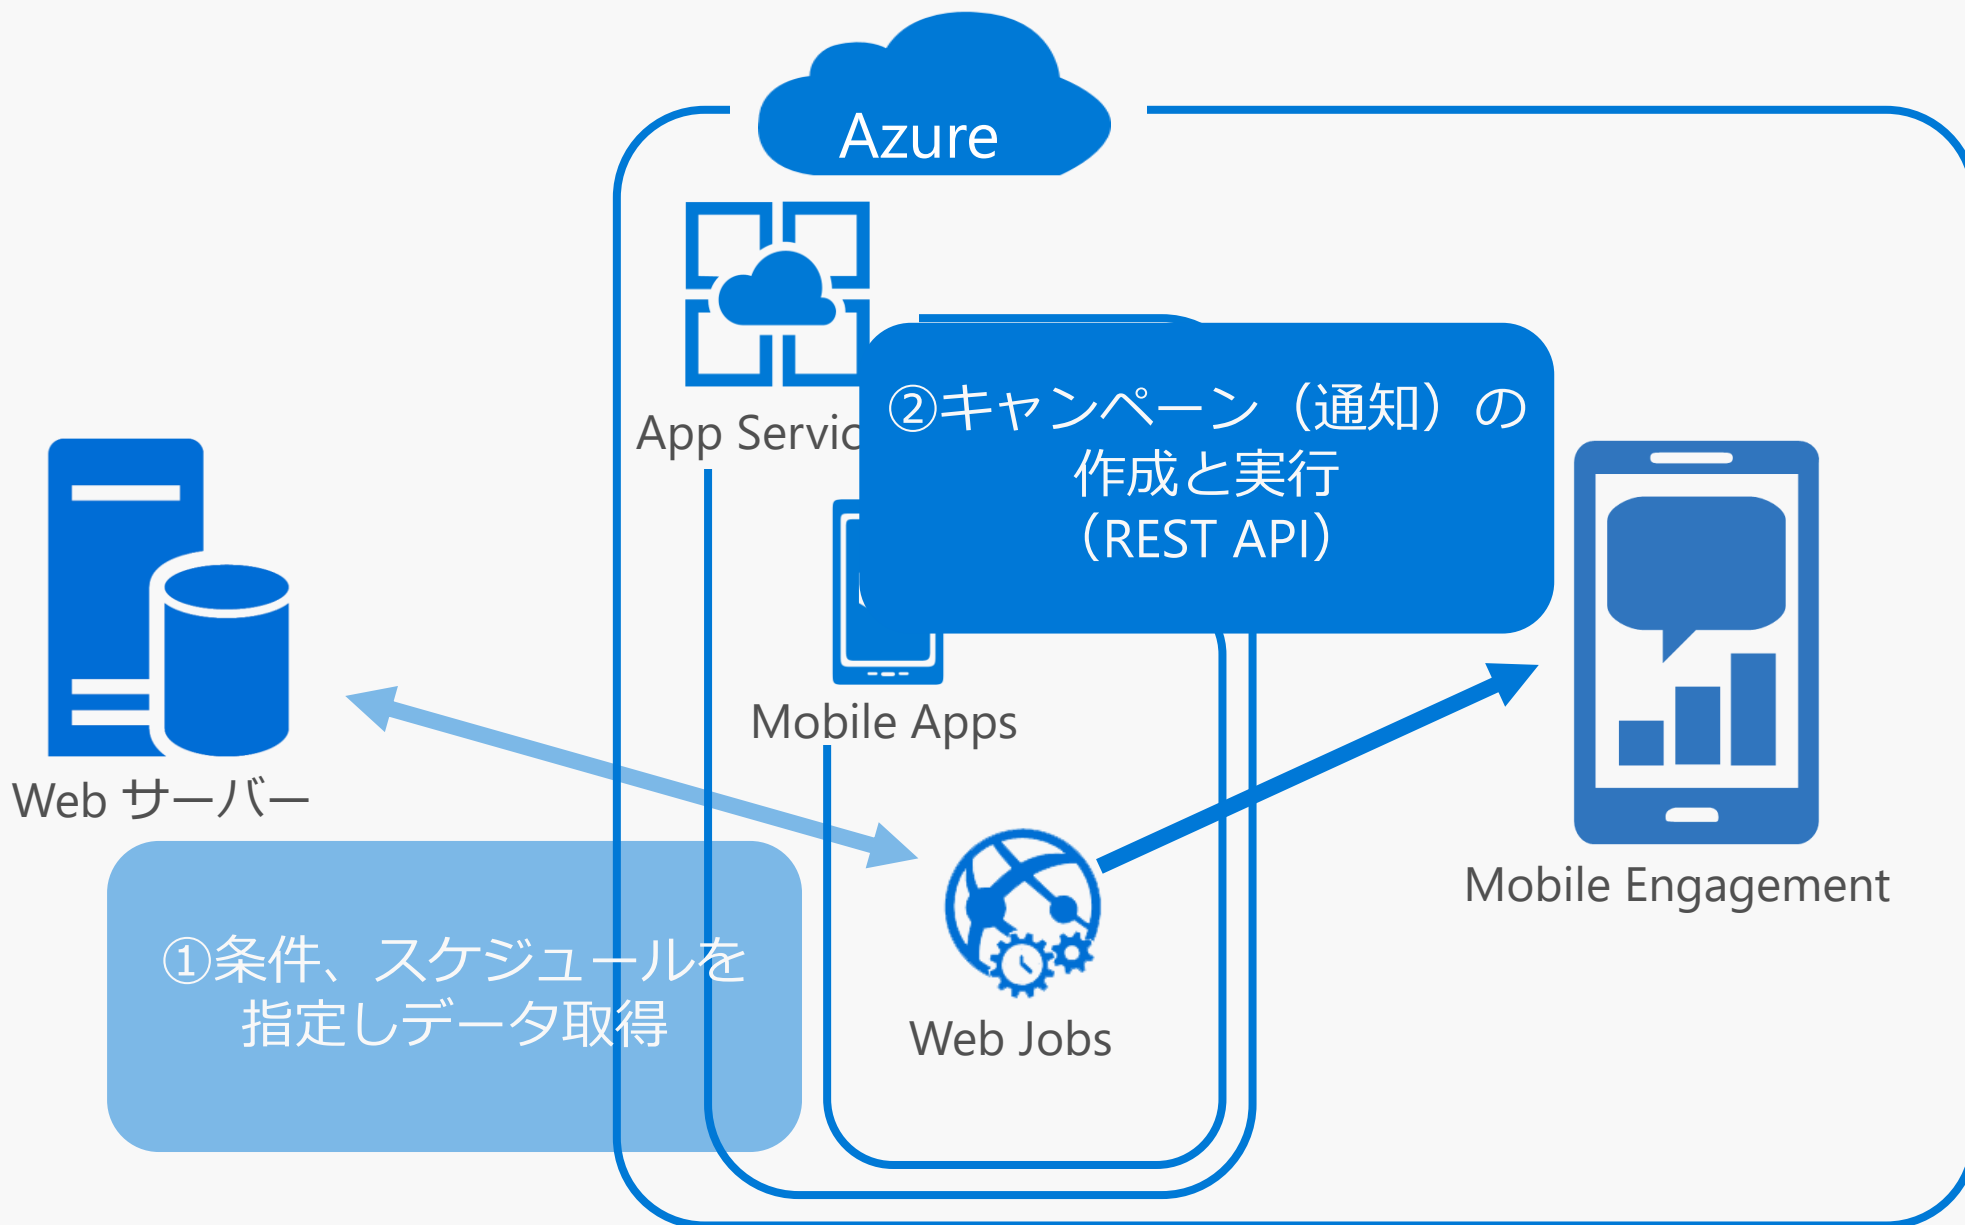 Azure
App Servic
②キャンペーン（通知）の
作成と実行
（REST API）
Mobile Apps
Web サーバー
Mobile Engagement
①条件、スケジュールを
指定しデータ取得
Web Jobs